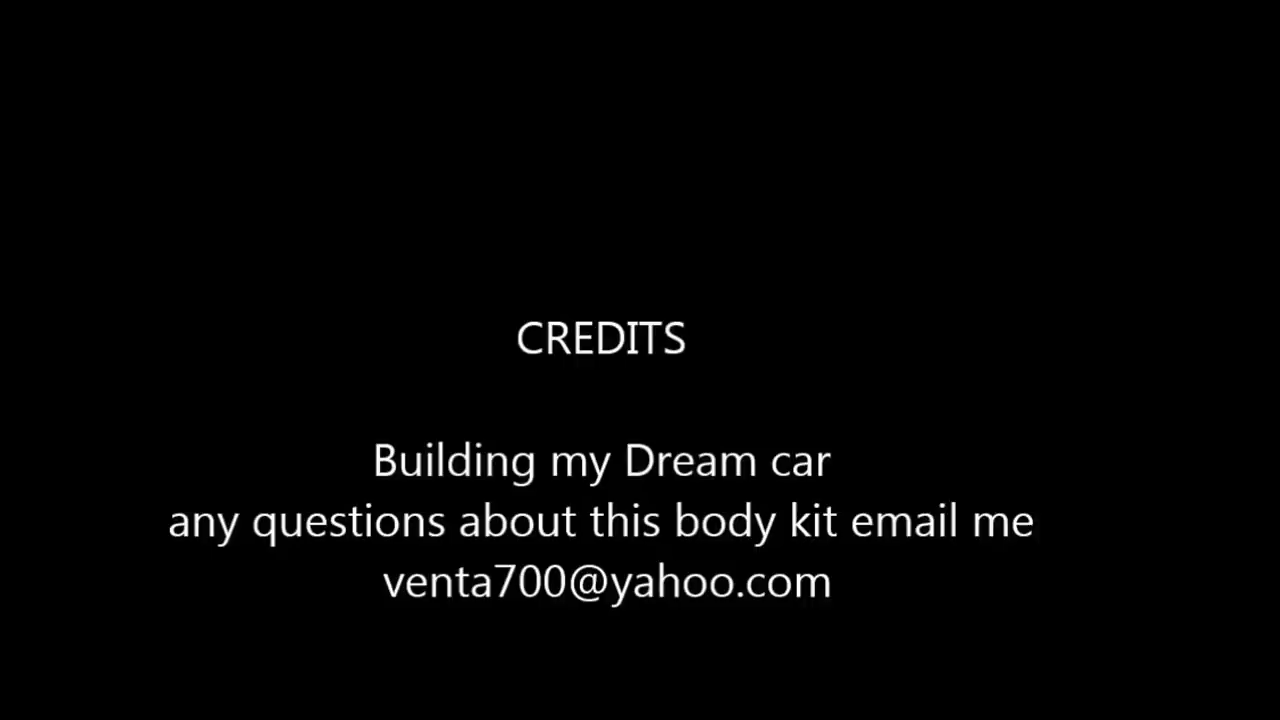 CREDITS
Building my Dream car
any questions about this body kit email me
venta700@yahoo.com